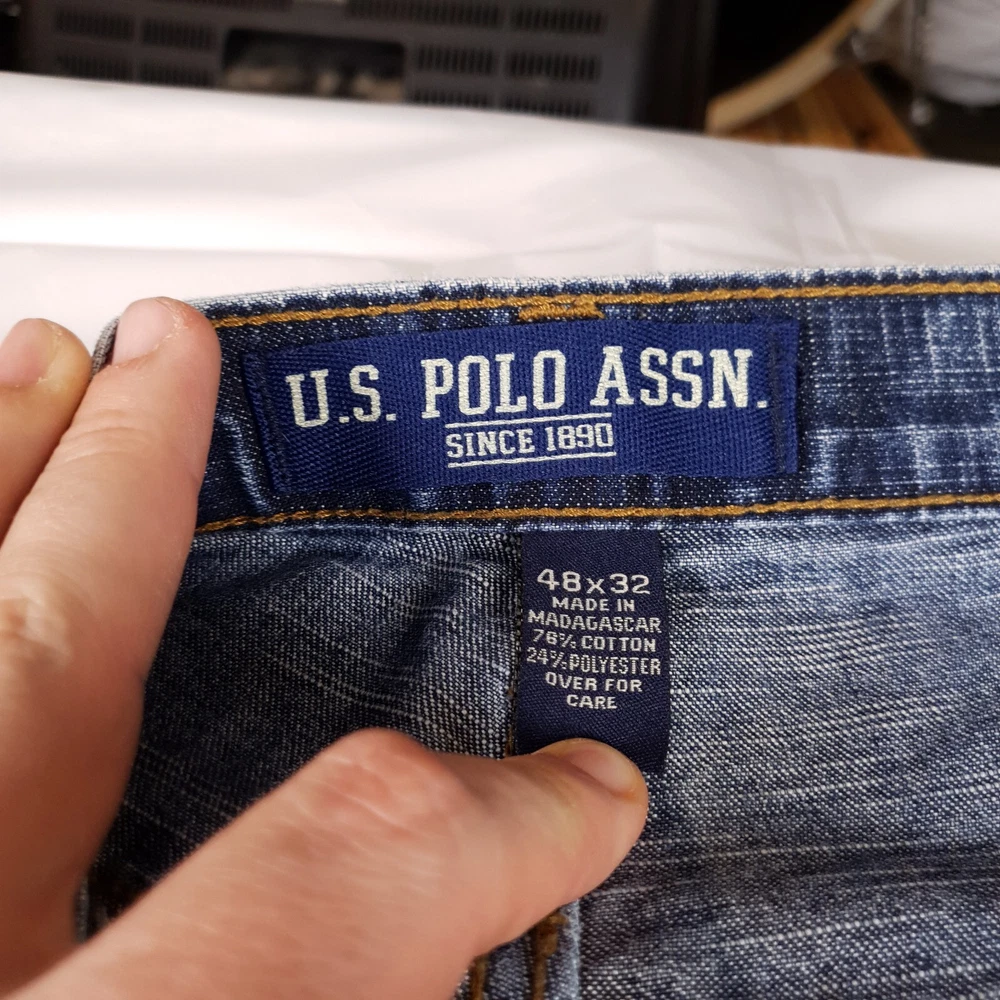 U.S. POLO ASSN.
SINCE 1890
48x32
MADE IN
MADAGASCAR
76% COTTON
24% POLYESTER
OVER FOR
CARE